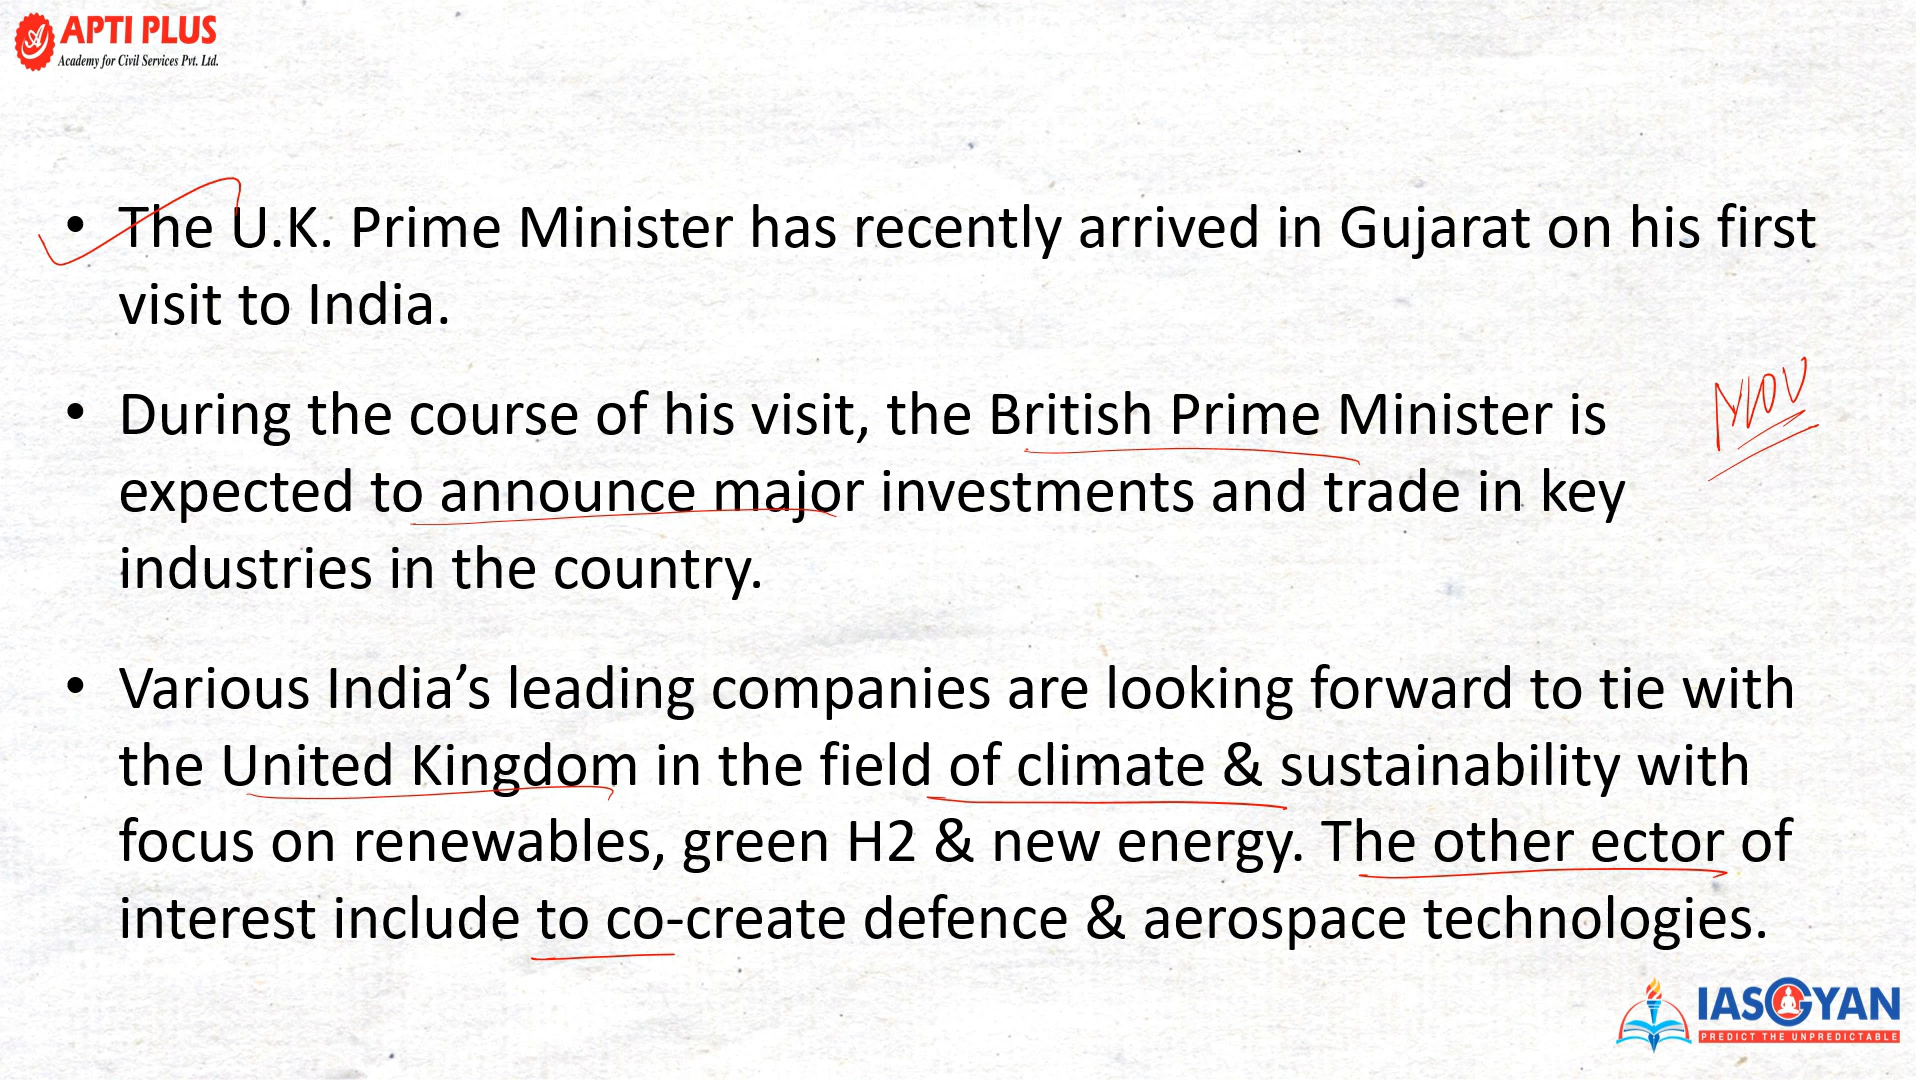 APTI PLUS
Academy for Civil Services Pvt. Ltd.
• The U.K. Prime Minister has recently arrived in Gujarat on his first
visit to India.
• During the course of his visit, the British Prime Minister is
expected to announce major investments and trade in key
industries in the country.
• Various India’s leading companies are looking forward to tie with
the United Kingdom in the field of climate & sustainability with
focus on renewables, green H2 & new energy. The other ector of
interest include to co-create defence & aerospace technologies.
IASGYAN
PREDICT THE UNPREDICTABLE